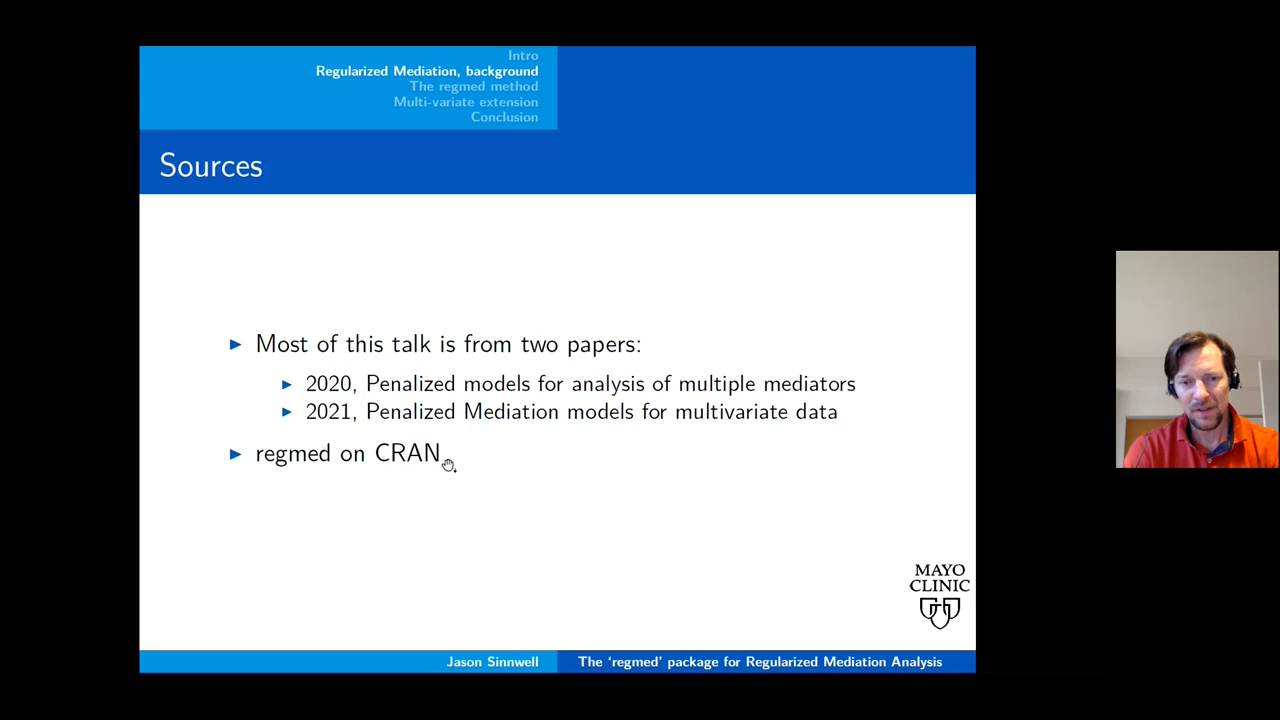 Intro
Regularized Mediation, background
The regmed method
Multi-variate extension
Conclusion
Sources
Most of this talk is from two papers:
2020, Penalized models for analysis of multiple mediators
2021, Penalized Mediation models for multivariate data
regmed on CRAN
MAYO
CLINIC
Jason Sinnwell
The ‘regmed’ package for Regularized Mediation Analysis